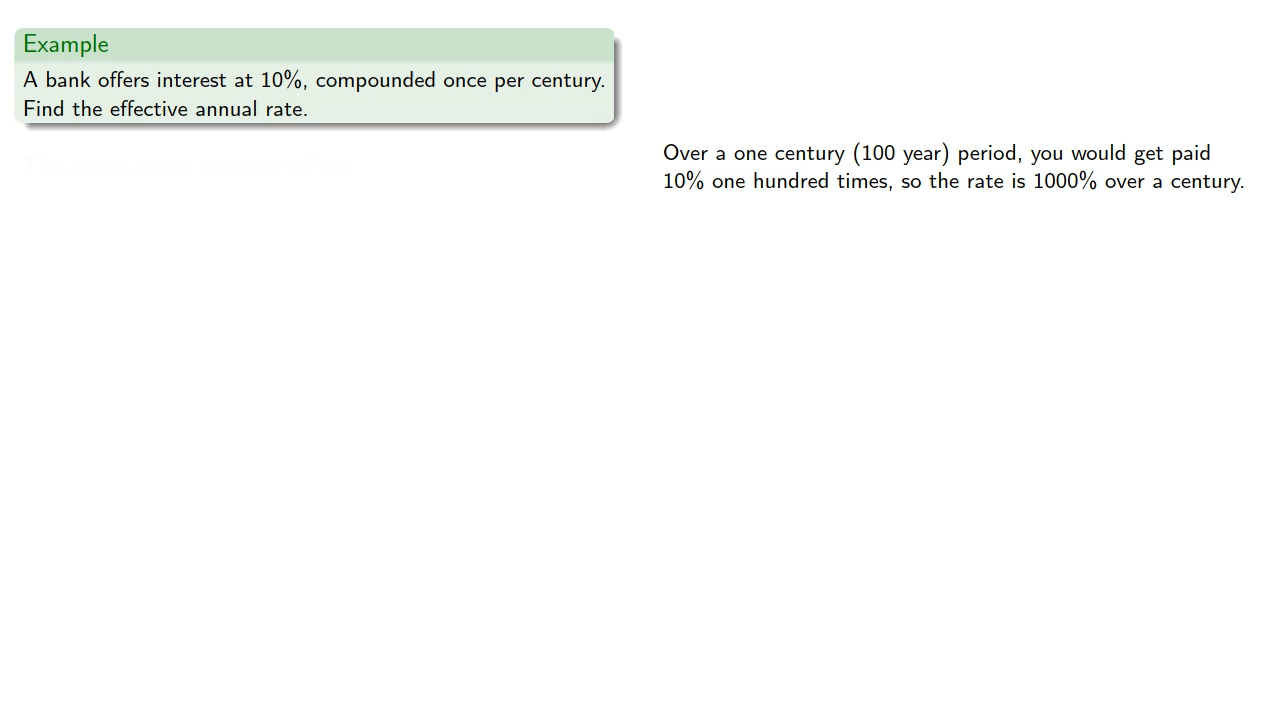 Example
A bank offers interest at 10%, compounded once per century.
Find the effective annual rate.
Over a one century (100 year) period, you would get paid
10% one hundred times, so the rate is 1000% over a century.